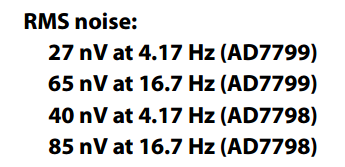 RMS noise:
27 nV at 4.17 Hz (AD7799)
65 nV at 16.7 Hz (AD7799)
40 nV at 4.17 Hz (AD7798)
85 nV at 16.7 Hz (AD7798)